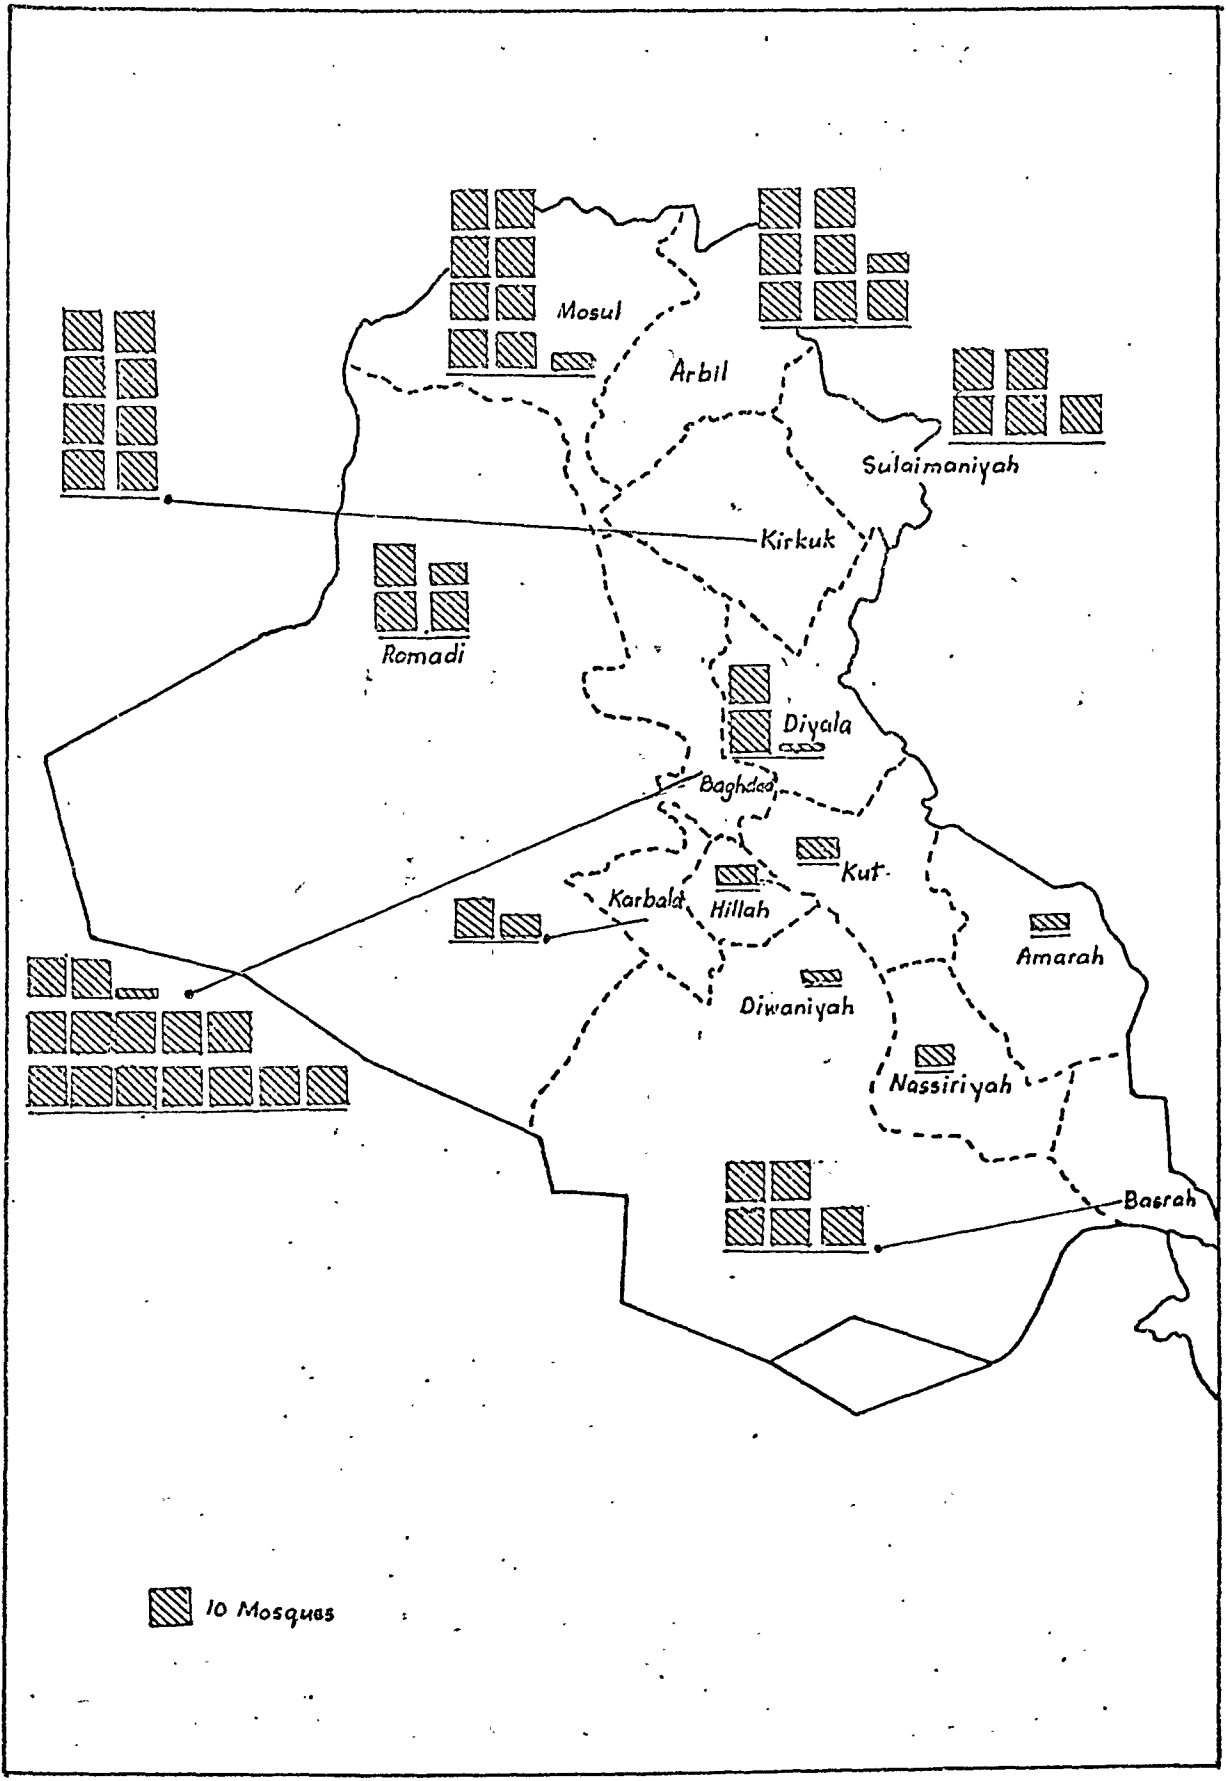 Mosul
Arbil
Sulaimaniyah
Kirkuk
Romadi
Diyala
Baghdad
Kut
Karbala
Hillah
Amarah
Diwaniyah
Nassiriyah
Basrah
10 Mosques